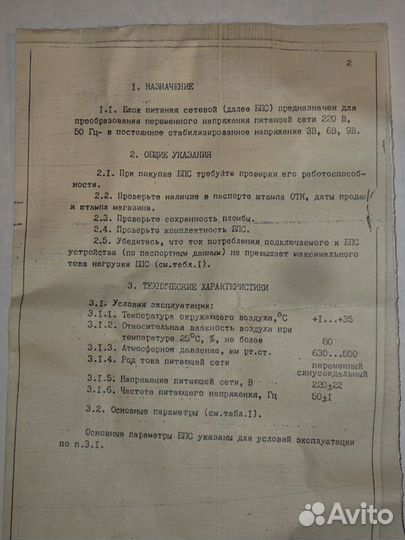 2
I. НАЗНАЧЕНИЕ
I.I. Блок питания сетевой (далее БПС) предназначен для
преобразования переменного напряжения питающей сети 220 В,
50 Гц- в постоянное стабилизированное напряжение 3В, 6В, 9В.
2. ОБЩИЕ УКАЗАНИЯ
2.I. При покупке БПС требуйте проверки его работоспособ-
ности.
2.2. Проверьте наличие в паспорте штампа ОТК, даты прода
и штампа магазина.
2.3. Проверьте сохранность пломбы.
2.4. Проверьте комплектность БПС.
2.5. Убедитесь, что ток потребления подключаемого к БПС
устройства (по паспортным данным) не превышает максимального
тока нагрузки БПС (см.табл.I).
3. ТЕХНИЧЕСКИЕ ХАРАКТЕРИСТИКИ
3.I. Условия эксплуатации:
3.I.I. Температура окружающего воздуха,°С +I...+35
3.I.2. Относительная влажность воздуха при
температуре 25°С, %, не более 80
3.I.3. Атмосферное давление, мм рт.ст. 630...800
3.I.4. Род тока питающей сети переменный
синусоидальный
3.I.5. Напряжение питающей сети, В 220±22
3.I.6. Частота питающего напряжения, Гц 50±I
3.2. Основные параметры (см.табл.I).
Основные параметры БПС указаны для условий эксплуатации
по п.3.I.
Avito